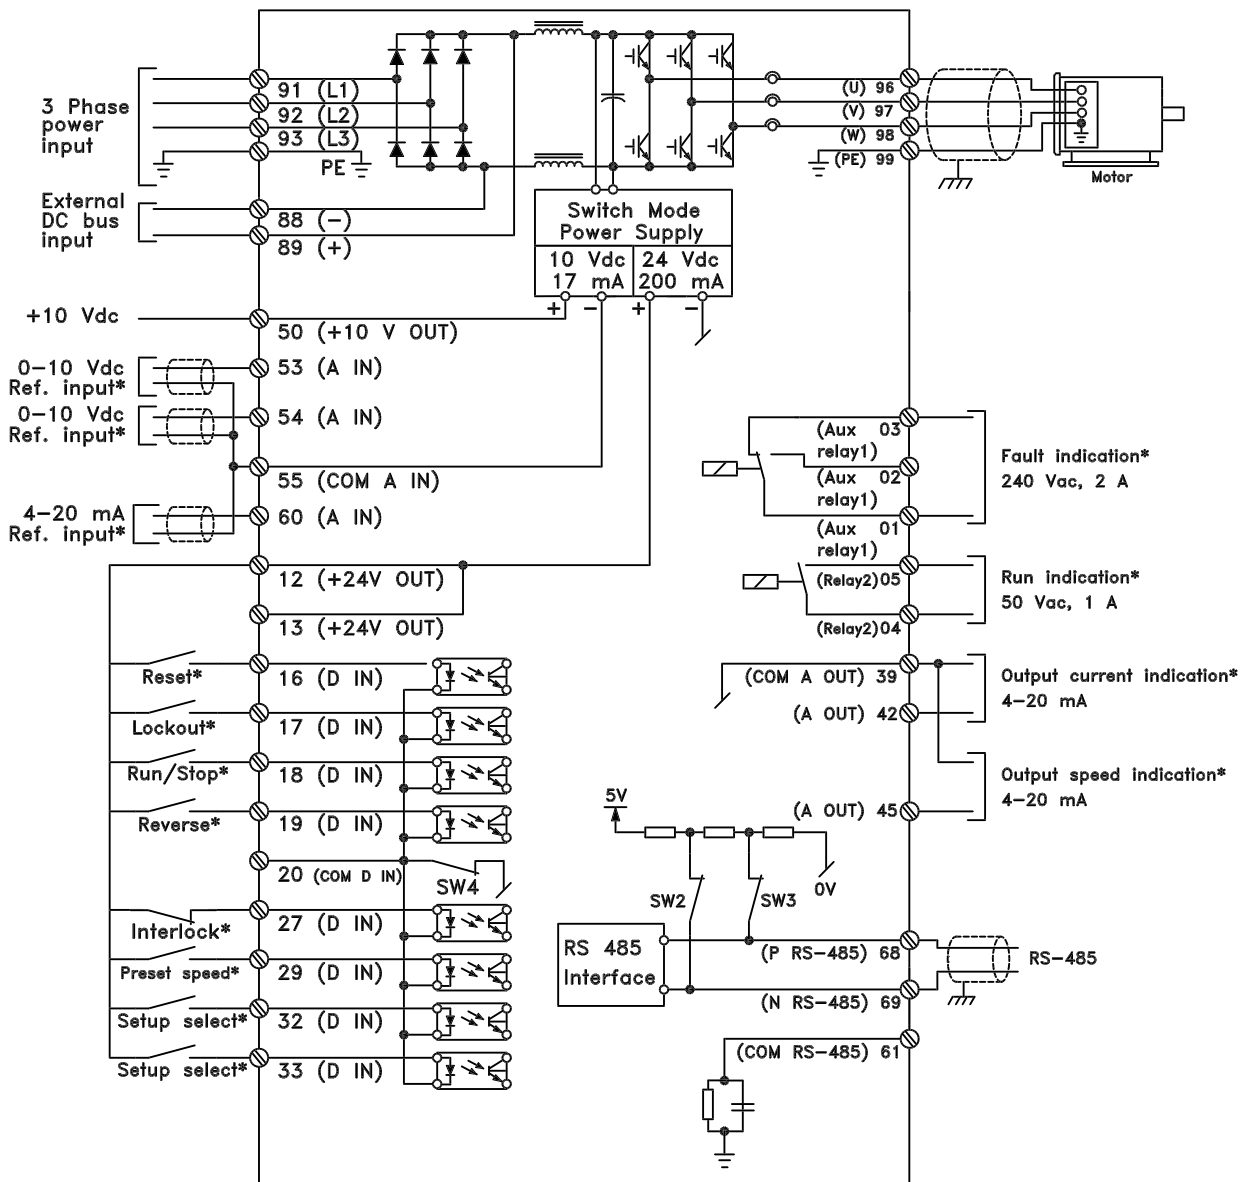 3 Phase
power
input
91 (L1)
92 (L2)
93 (L3)
PE
External
DC bus
input
88 (−)
89 (+)
Switch Mode
Power Supply
10 Vdc
17 mA
24 Vdc
200 mA
+ − + −
(U) 96
(V) 97
(W) 98
(PE) 99
Motor
+10 Vdc
50 (+10 V OUT)
0−10 Vdc
Ref. input*
53 (A IN)
0−10 Vdc
Ref. input*
54 (A IN)
55 (COM A IN)
4−20 mA
Ref. input*
60 (A IN)
12 (+24V OUT)
13 (+24V OUT)
Reset*
16 (D IN)
Lockout*
17 (D IN)
Run/Stop*
18 (D IN)
Reverse*
19 (D IN)
20 (COM D IN)
SW4
Interlock*
27 (D IN)
Preset speed*
29 (D IN)
Setup select*
32 (D IN)
Setup select*
33 (D IN)
(Aux 03
relay1)
(Aux 02
relay1)
(Aux 01
relay1)
Fault indication*
240 Vac, 2 A
(Relay2)05
(Relay2)04
Run indication*
50 Vac, 1 A
(COM A OUT) 39
(A OUT) 42
Output current indication*
4−20 mA
(A OUT) 45
Output speed indication*
4−20 mA
5V
0V
SW2
SW3
RS 485
Interface
(P RS−485) 68
(N RS−485) 69
RS−485
(COM RS−485) 61